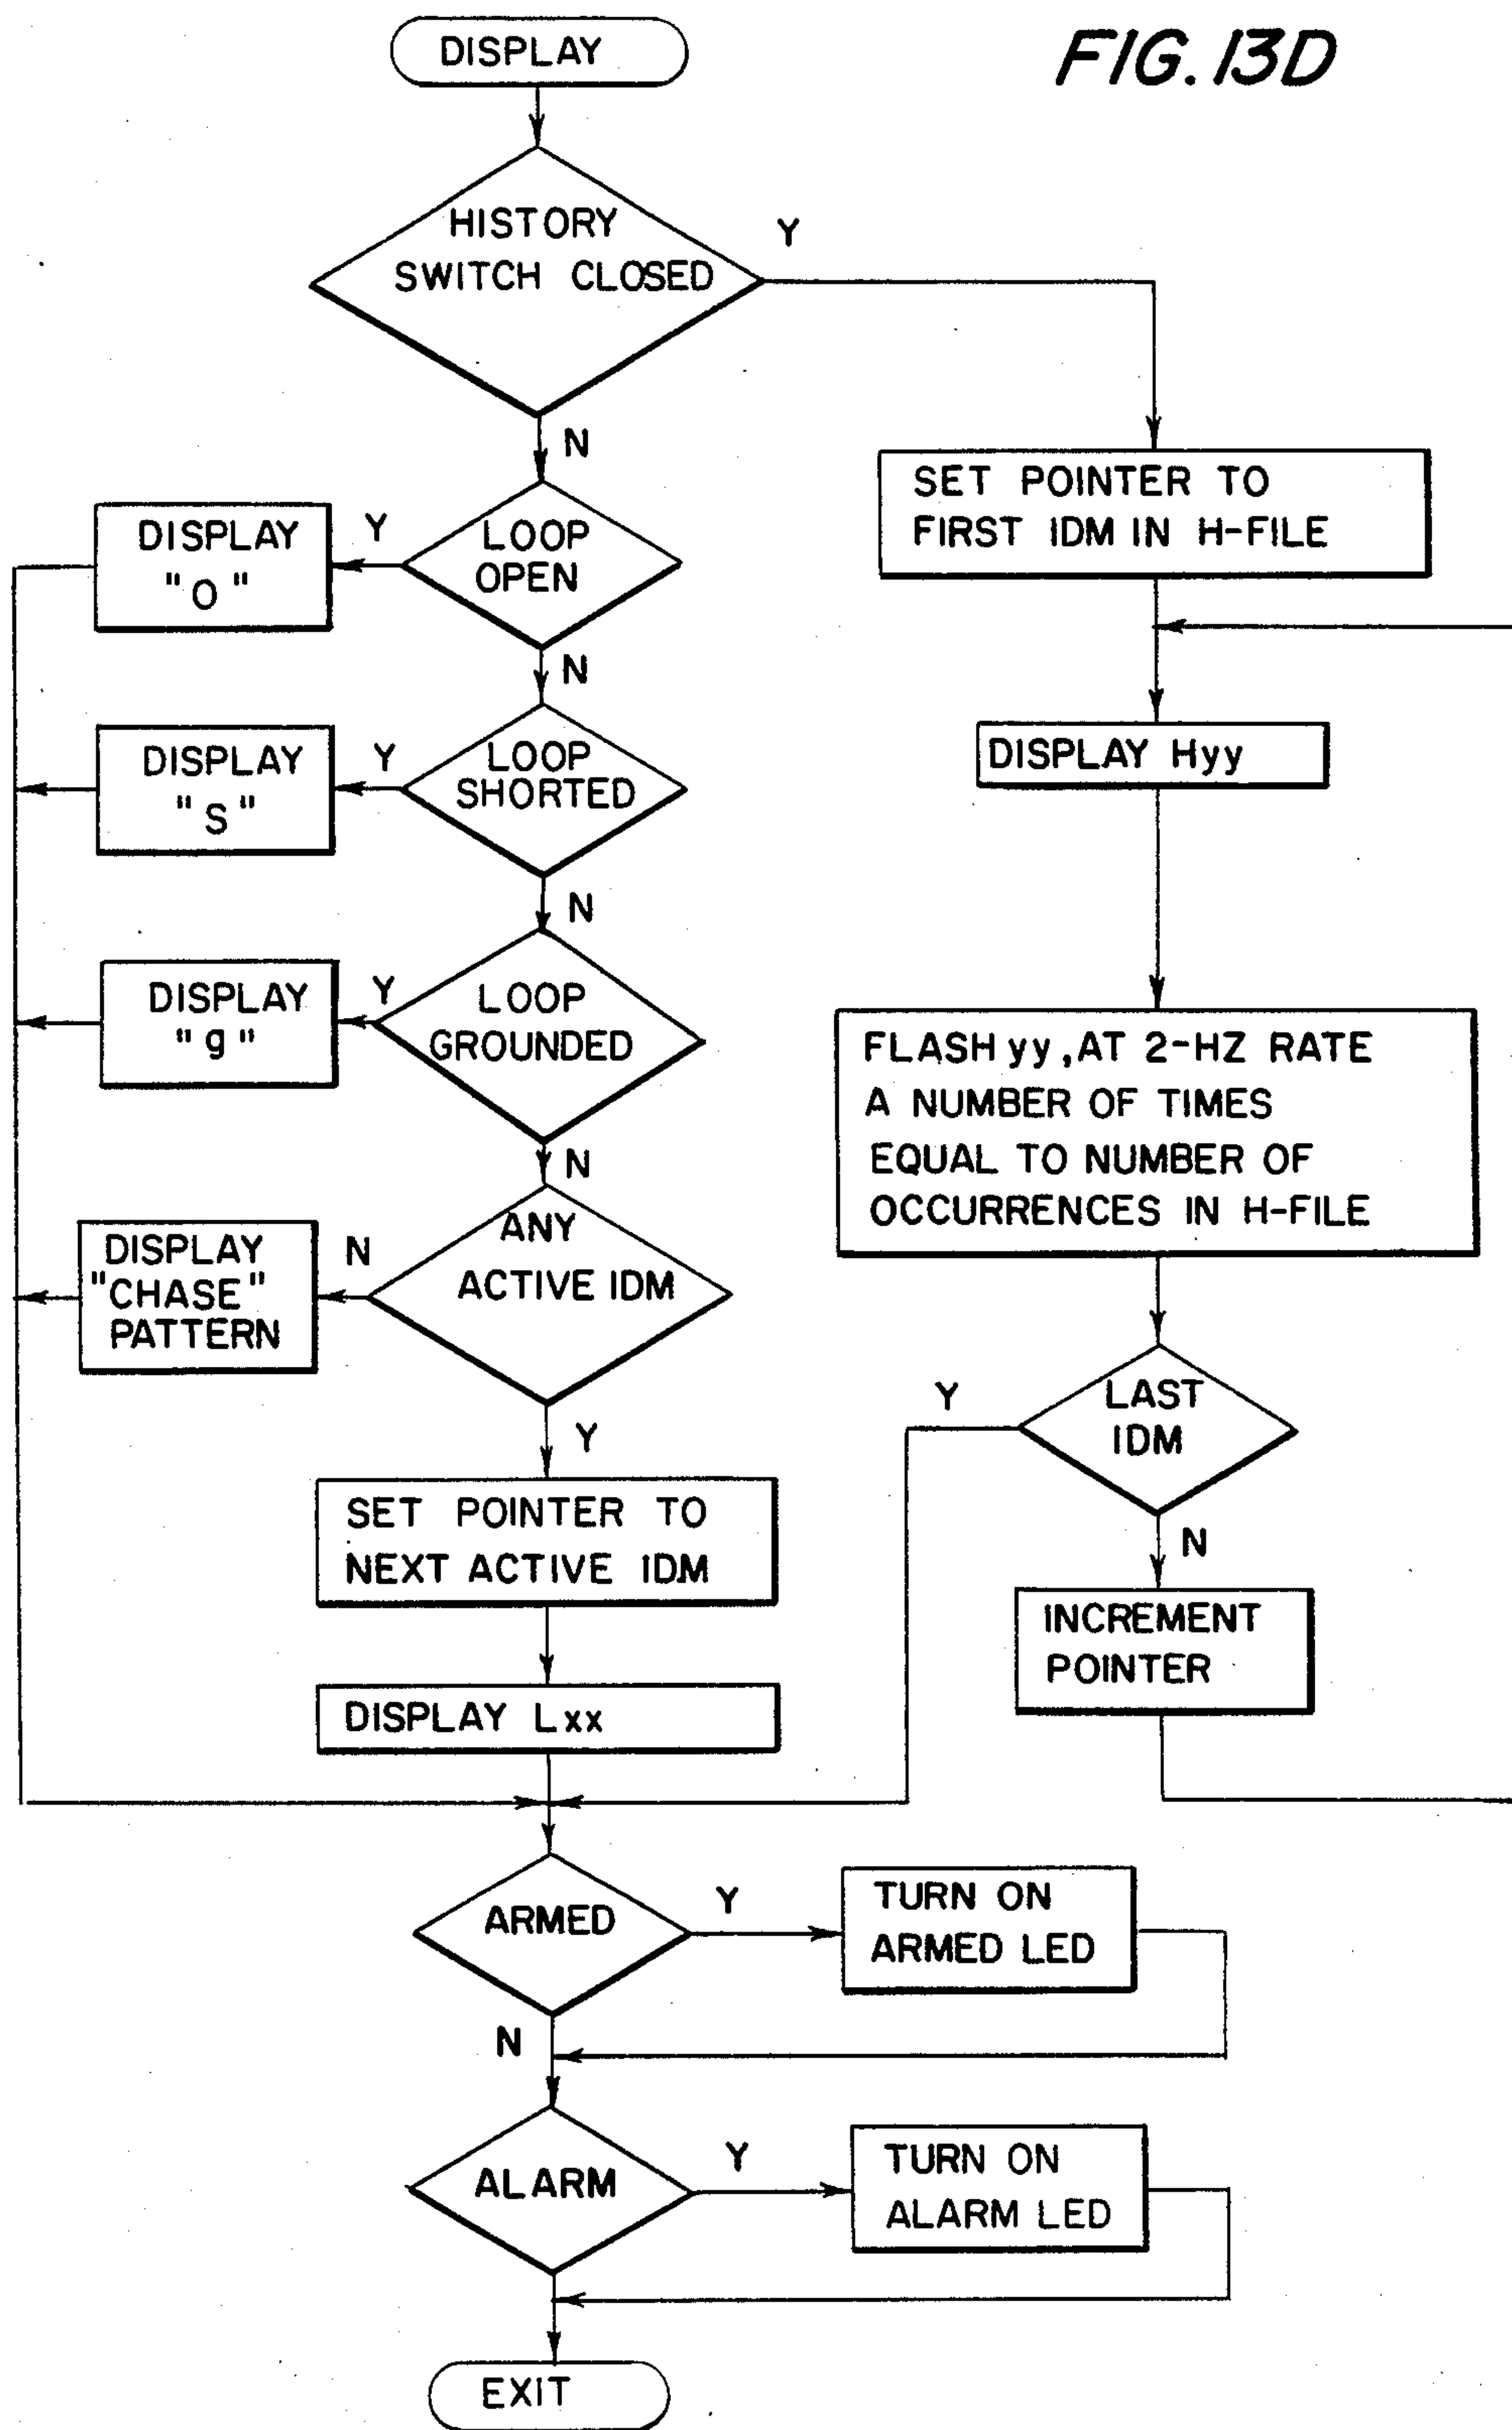 DISPLAY
FIG. 13D
HISTORY
SWITCH CLOSED
Y
N
SET POINTER TO
FIRST IDM IN H-FILE
DISPLAY
"O"
Y
LOOP
OPEN
N
DISPLAY
"S"
Y
LOOP
SHORTED
DISPLAY Hyy
N
DISPLAY
"g"
Y
LOOP
GROUNDED
FLASH yy, AT 2-HZ RATE
A NUMBER OF TIMES
EQUAL TO NUMBER OF
OCCURRENCES IN H-FILE
N
DISPLAY
"CHASE"
PATTERN
N
ANY
ACTIVE IDM
Y
LAST
IDM
Y
N
SET POINTER TO
NEXT ACTIVE IDM
INCREMENT
POINTER
DISPLAY Lxx
ARMED
Y
TURN ON
ARMED LED
N
ALARM
Y
TURN ON
ALARM LED
EXIT